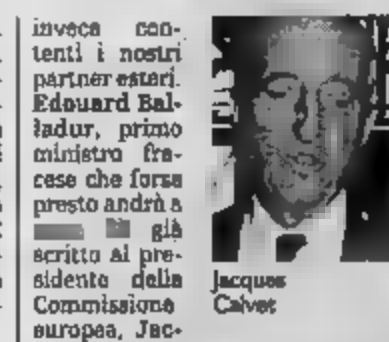 invece con-
tenti i nostri
partner esteri.
Edouard Bal-
ladur, primo
ministro fra-
cese che forse
presto andrà a
già
scritto al pre-
sidente della
Commissione
europea, Jac-
Jacques
Calvet